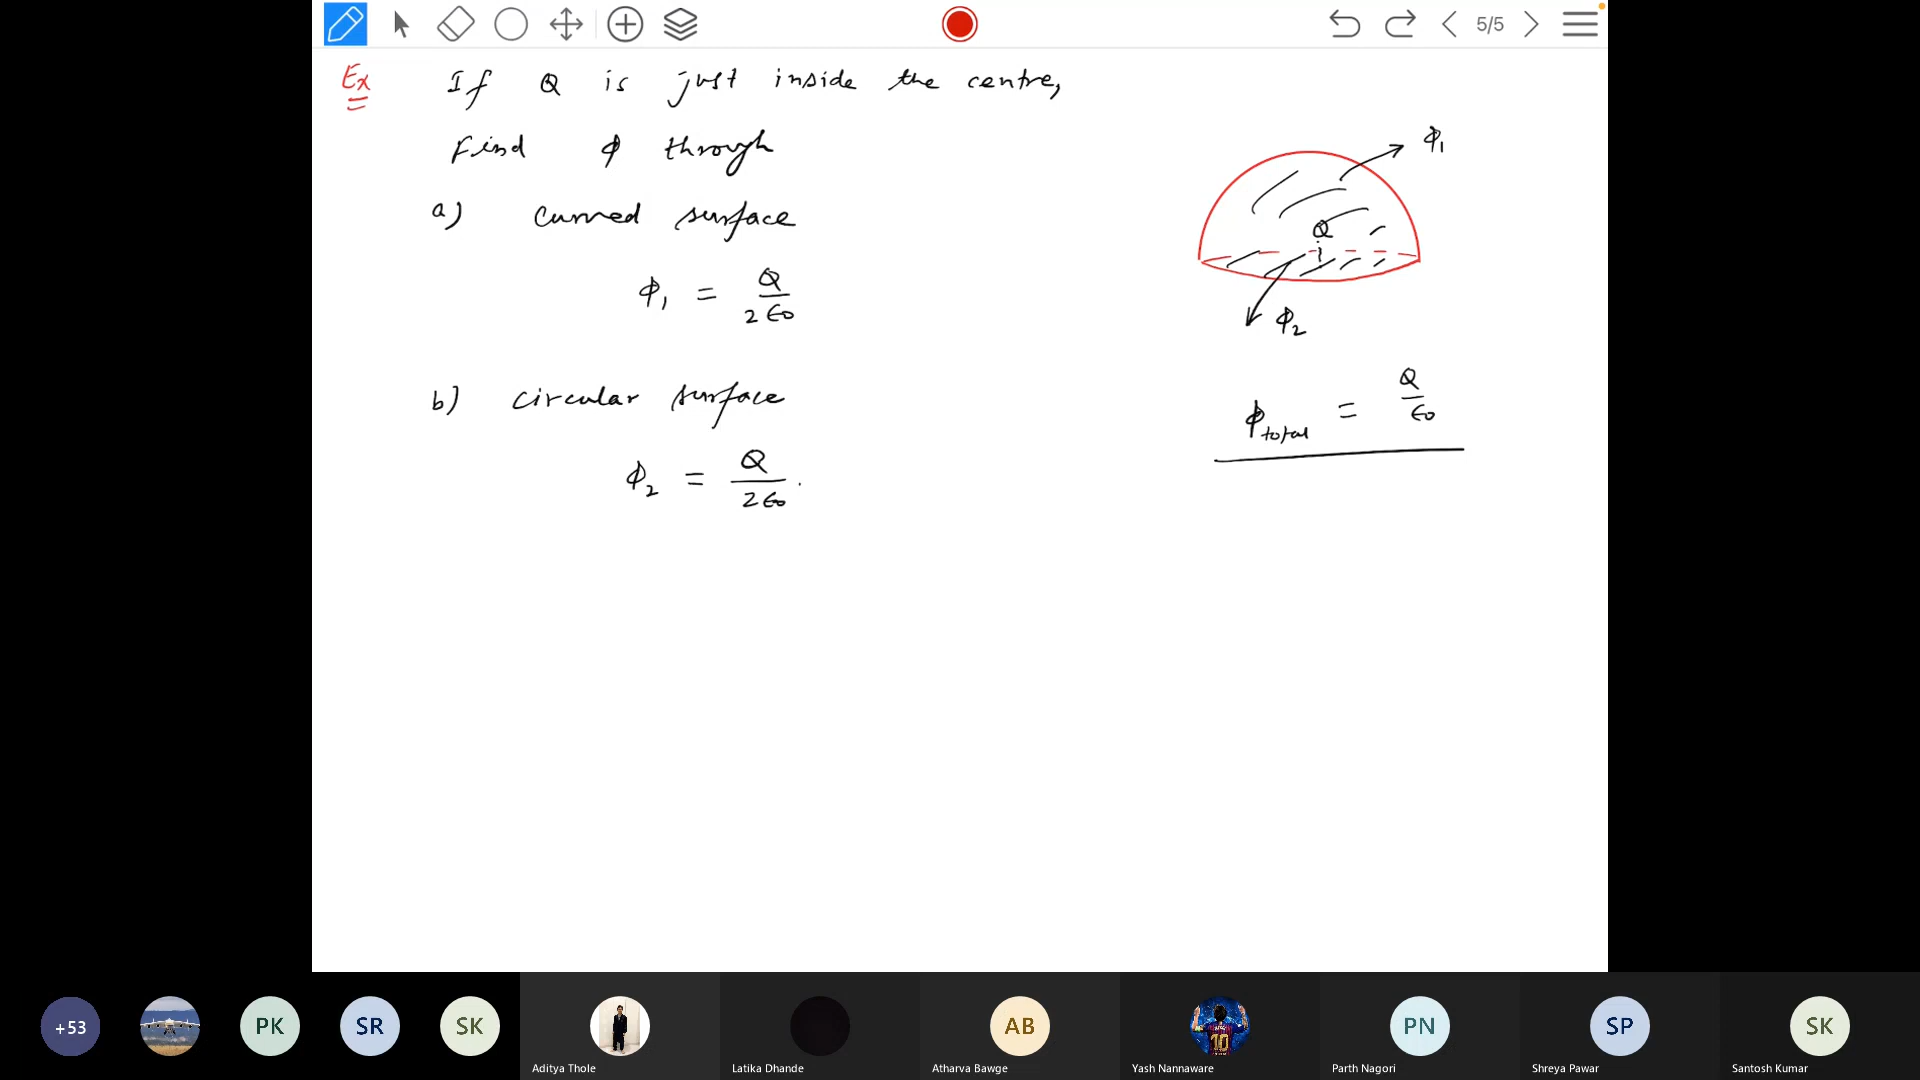 5/5
Ex If Q is just inside the centre,
Find ϕ through
a) Curved surface
ϕ₁ = Q / 2ϵ₀
b) Circular surface
ϕ₂ = Q / 2ϵ₀.
ϕ₁
Q
ϕ₂
ϕtotal = Q / ϵ₀
+53
PK
SR
SK
Aditya Thole
Latika Dhande
AB
Atharva Bawge
10
Yash Nannaware
PN
Parth Nagori
SP
Shreya Pawar
SK
Santosh Kumar